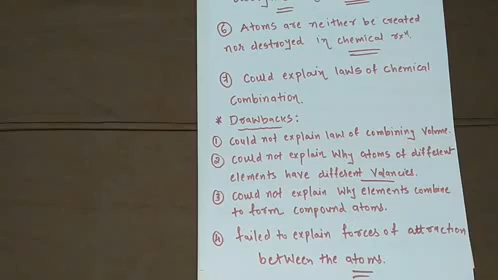 ⑥ Atoms are neither be created
nor destroyed in chemical rxn.
⑦ Could explain laws of chemical
Combination.
* Drawbacks:
① Could not explain law of combining Volume.
② Could not explain Why atoms of different
elements have different Valancies.
③ Could not explain Why elements combine
to form compound atoms.
④ failed to explain forces of attraction
between the atoms.